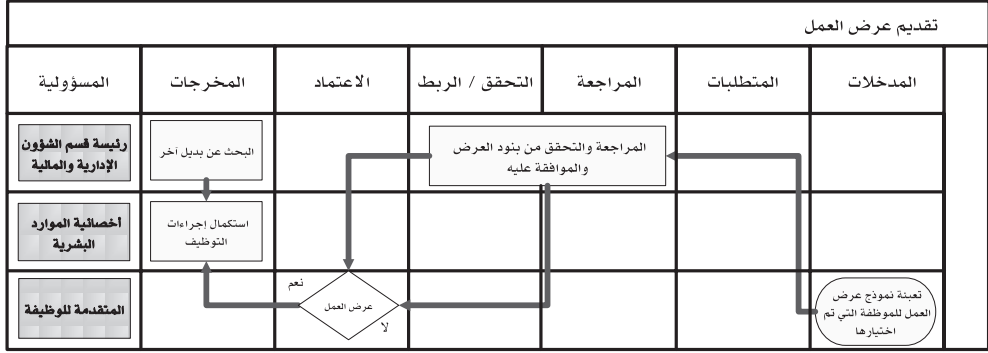 تقديم عرض العمل
المدخلات
المتطلبات
المراجعة
التحقق / الربط
الاعتماد
المخرجات
المسؤولية
المراجعة والتحقق من بنود العرض
والموافقة عليه
البحث عن بديل آخر
رئيسة قسم الشؤون
الإدارية والمالية
استكمال إجراءات
التوظيف
أخصائية الموارد
البشرية
تعبئة نموذج عرض
العمل للموظفة التي تم
اختيارها
عرض العمل
نعم
لا
المتقدمة للوظيفة